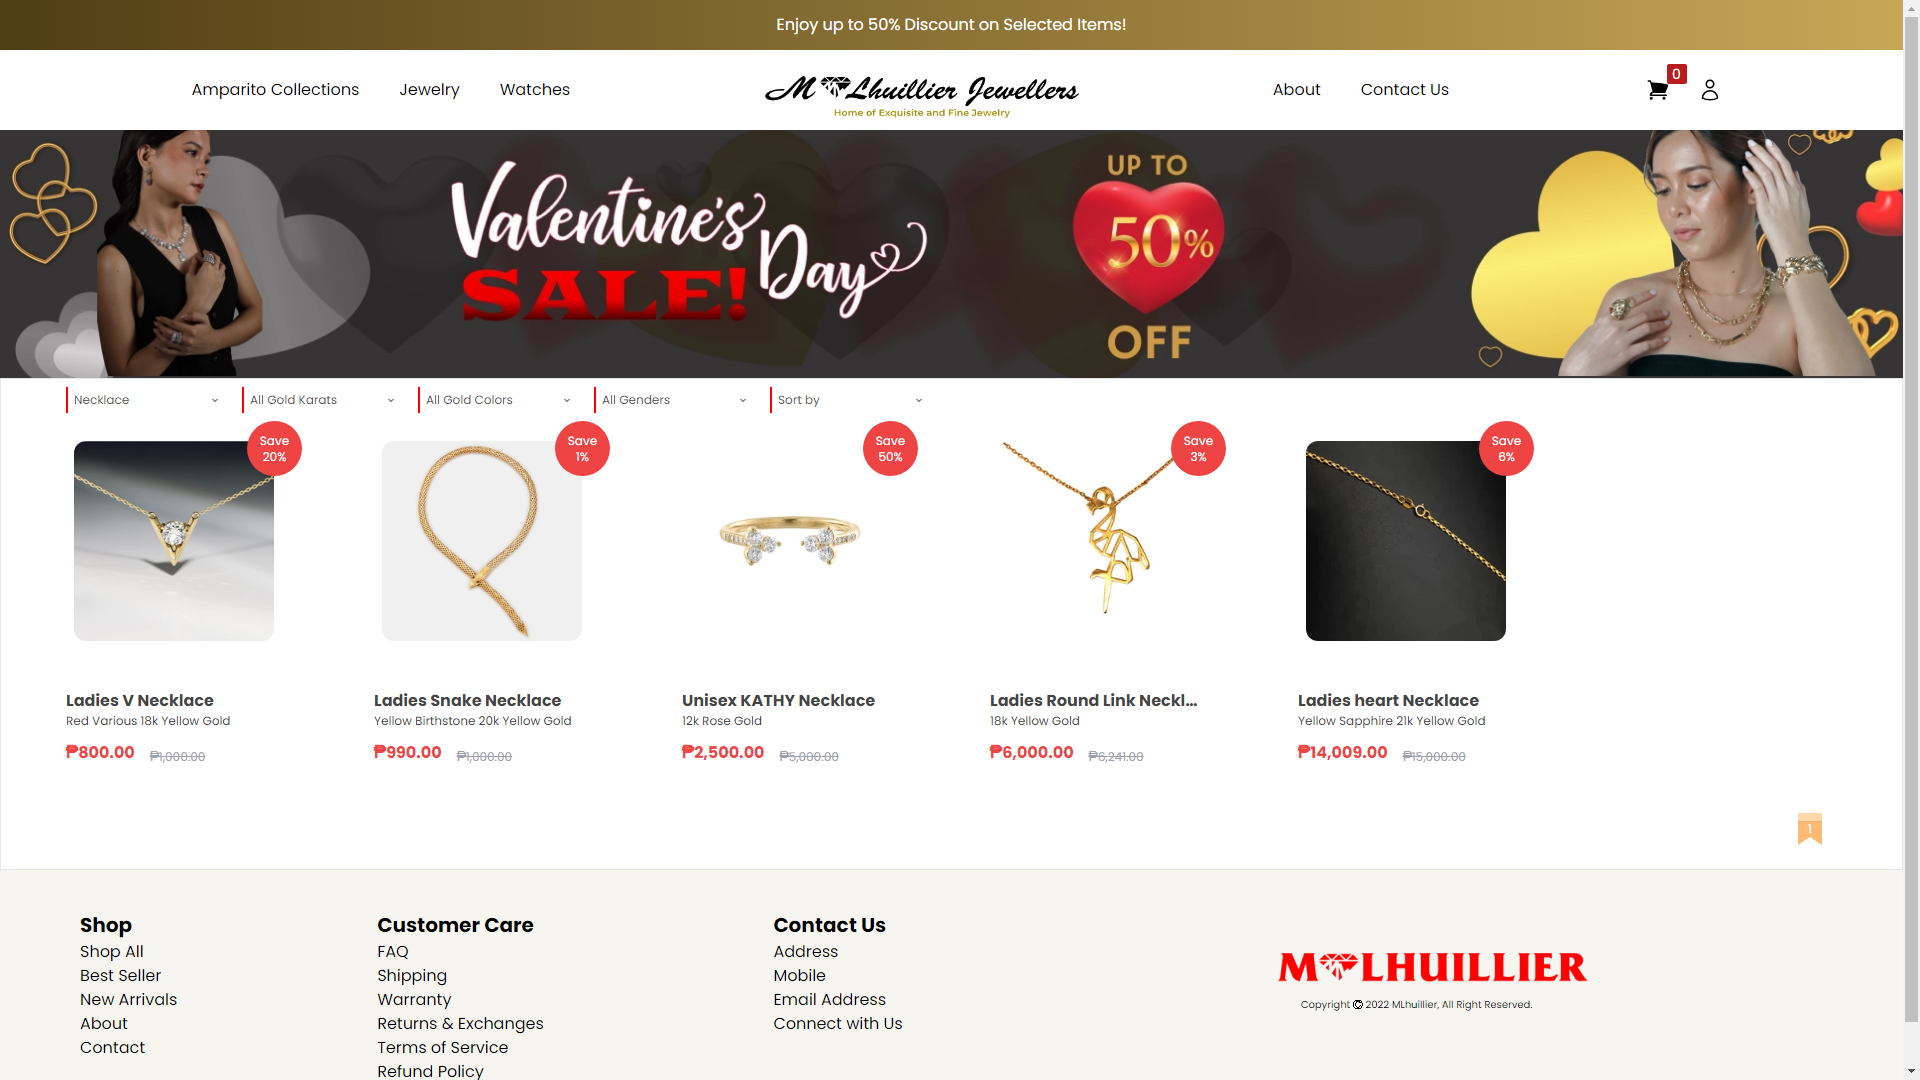 Enjoy up to 50% Discount on Selected Items!
Amparito Collections
Jewelry
Watches
M Lhuillier Jewellers
Home of Exquisite and Fine Jewelry
About
Contact Us
0
Valentine's
Day
SALE!
UP TO
50%
OFF
Necklace
All Gold Karats
All Gold Colors
All Genders
Sort by
Save
20%
Save
1%
Save
50%
Save
3%
Save
6%
Ladies V Necklace
Red Various 18k Yellow Gold
₱800.00 ₱1,000.00
Ladies Snake Necklace
Yellow Birthstone 20k Yellow Gold
₱990.00 ₱1,000.00
Unisex KATHY Necklace
12k Rose Gold
₱2,500.00 ₱5,000.00
Ladies Round Link Neckl...
18k Yellow Gold
₱6,000.00 ₱6,241.00
Ladies heart Necklace
Yellow Sapphire 21k Yellow Gold
₱14,009.00 ₱15,000.00
1
Shop
Shop All
Best Seller
New Arrivals
About
Contact
Customer Care
FAQ
Shipping
Warranty
Returns & Exchanges
Terms of Service
Refund Policy
Contact Us
Address
Mobile
Email Address
Connect with Us
M LHUILLIER
Copyright © 2022 MLhuillier, All Right Reserved.